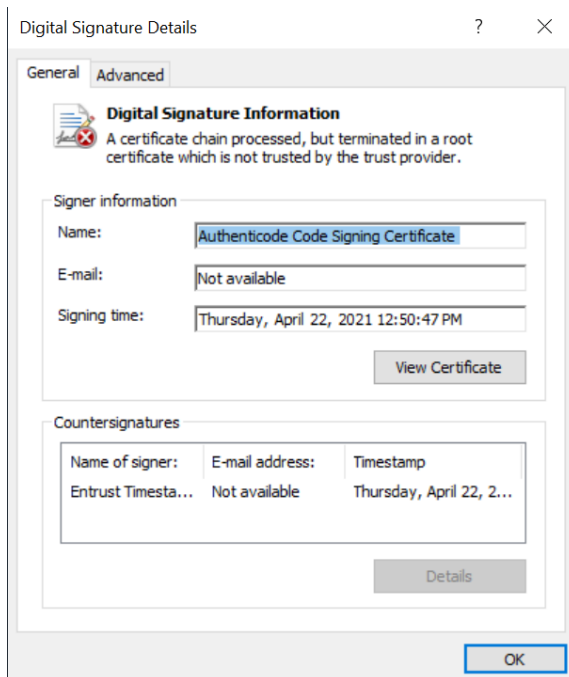 Digital Signature Details
General
Advanced
Digital Signature Information
A certificate chain processed, but terminated in a root
certificate which is not trusted by the trust provider.
Signer information
Name:
Authenticode Code Signing Certificate
E-mail:
Not available
Signing time:
Thursday, April 22, 2021 12:50:47 PM
View Certificate
Countersignatures
Name of signer: E-mail address: Timestamp
Entrust Timesta... Not available Thursday, April 22, 2...
Details
OK